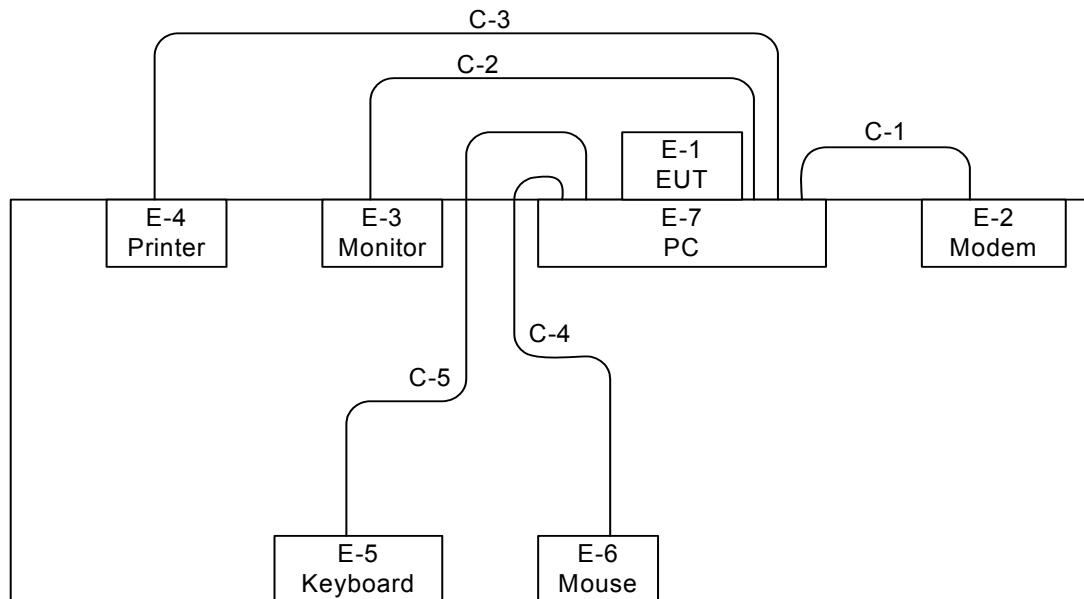 C-3
C-2
C-1
E-1
EUT
E-4
Printer
E-3
Monitor
E-7
PC
E-2
Modem
C-4
C-5
E-5
Keyboard
E-6
Mouse